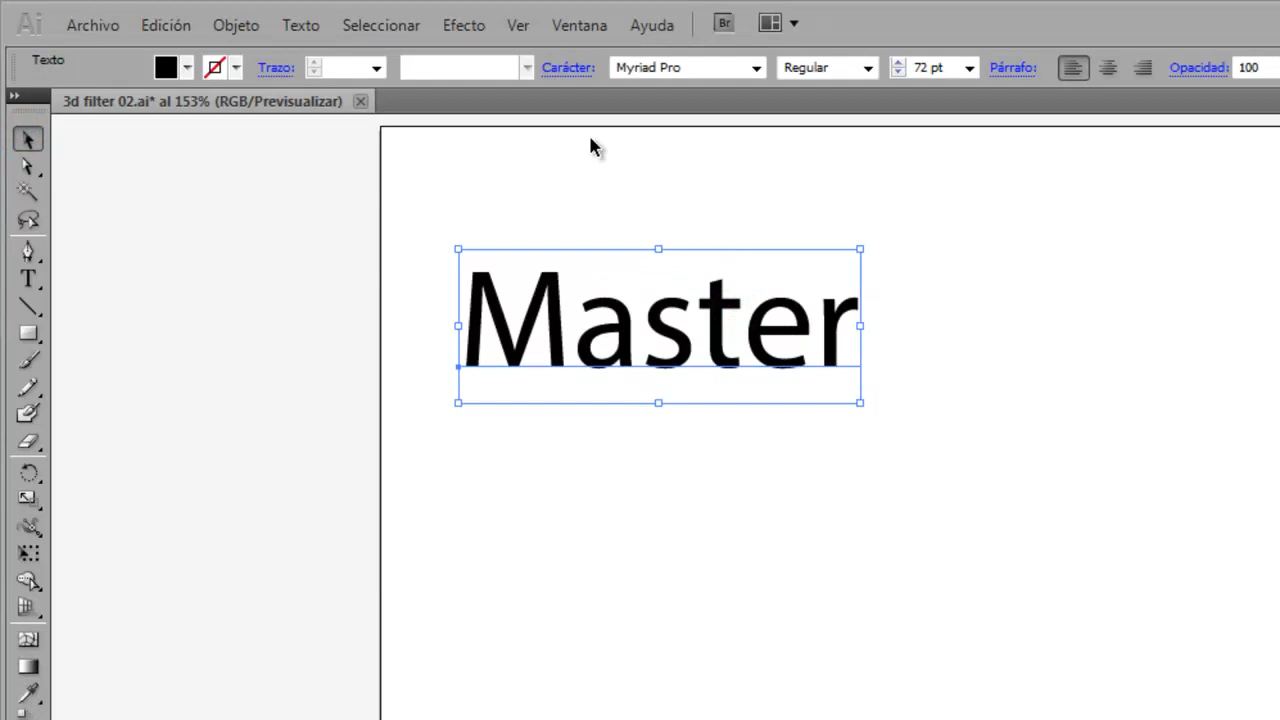 Ai Archivo Edición Objeto Texto Seleccionar Efecto Ver Ventana Ayuda Br
Texto Trazo: Carácter: Myriad Pro Regular 72 pt Párrafo: Opacidad: 100
3d filter 02.ai* al 153% (RGB/Previsualizar)
T
Master